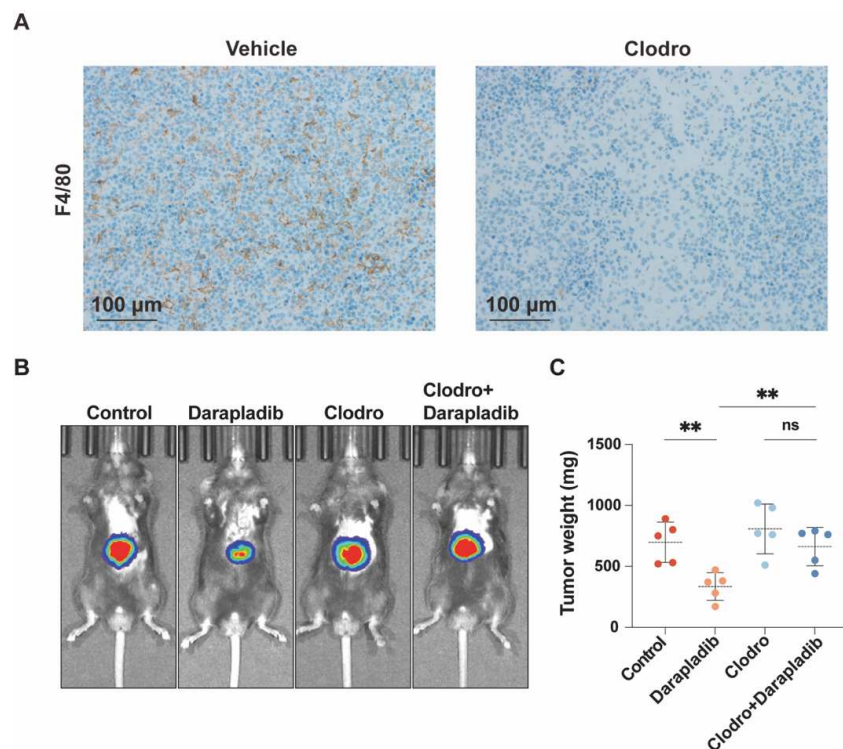 A
Vehicle
Clodro
F4/80
100 µm
100 µm
B
Control
Darapladib
Clodro
Clodro+
Darapladib
C
**
**
ns
Tumor weight (mg)
1500
1000
500
0
Control
Darapladib
Clodro
Clodro+Darapladib